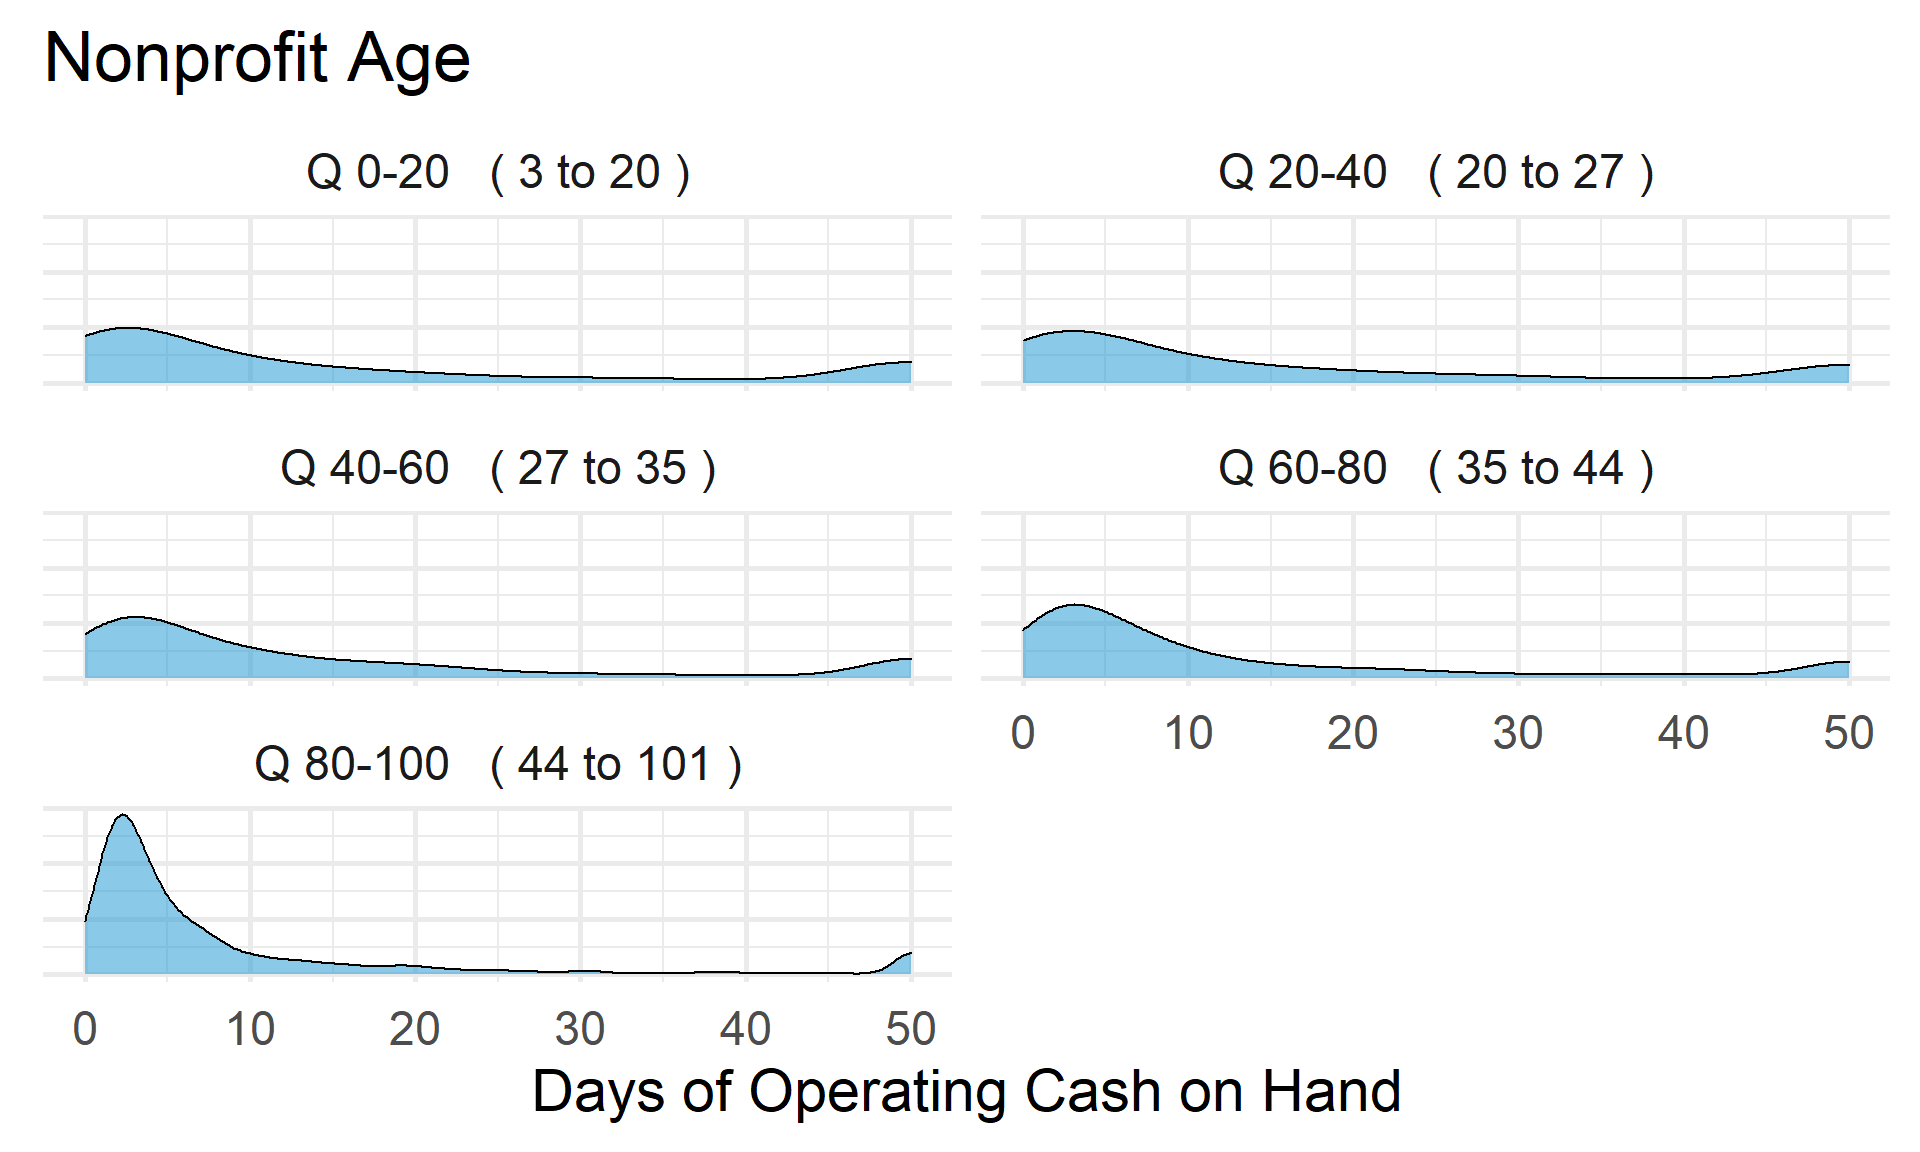 Nonprofit Age
Q 0-20 ( 3 to 20 )
Q 20-40 ( 20 to 27 )
Q 40-60 ( 27 to 35 )
Q 60-80 ( 35 to 44 )
0 10 20 30 40 50
Q 80-100 ( 44 to 101 )
0 10 20 30 40 50
Days of Operating Cash on Hand